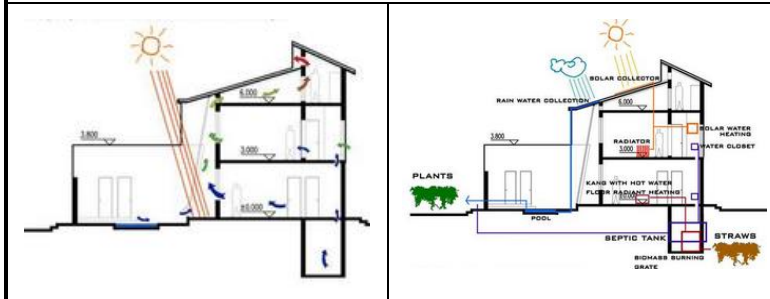 6.000
3.800
3.000
±0.000
SOLAR COLLECTOR
RAIN WATER COLLECTION
6.000
SOLAR WATER
HEATING
3.800
RADIATOR
3.000
WATER CLOSET
PLANTS
KANG WITH HOT WATER
FLOOR RADIANT HEATING
POOL
SEPTIC TANK
STRAWS
BIOMASS BURNING
GRATE